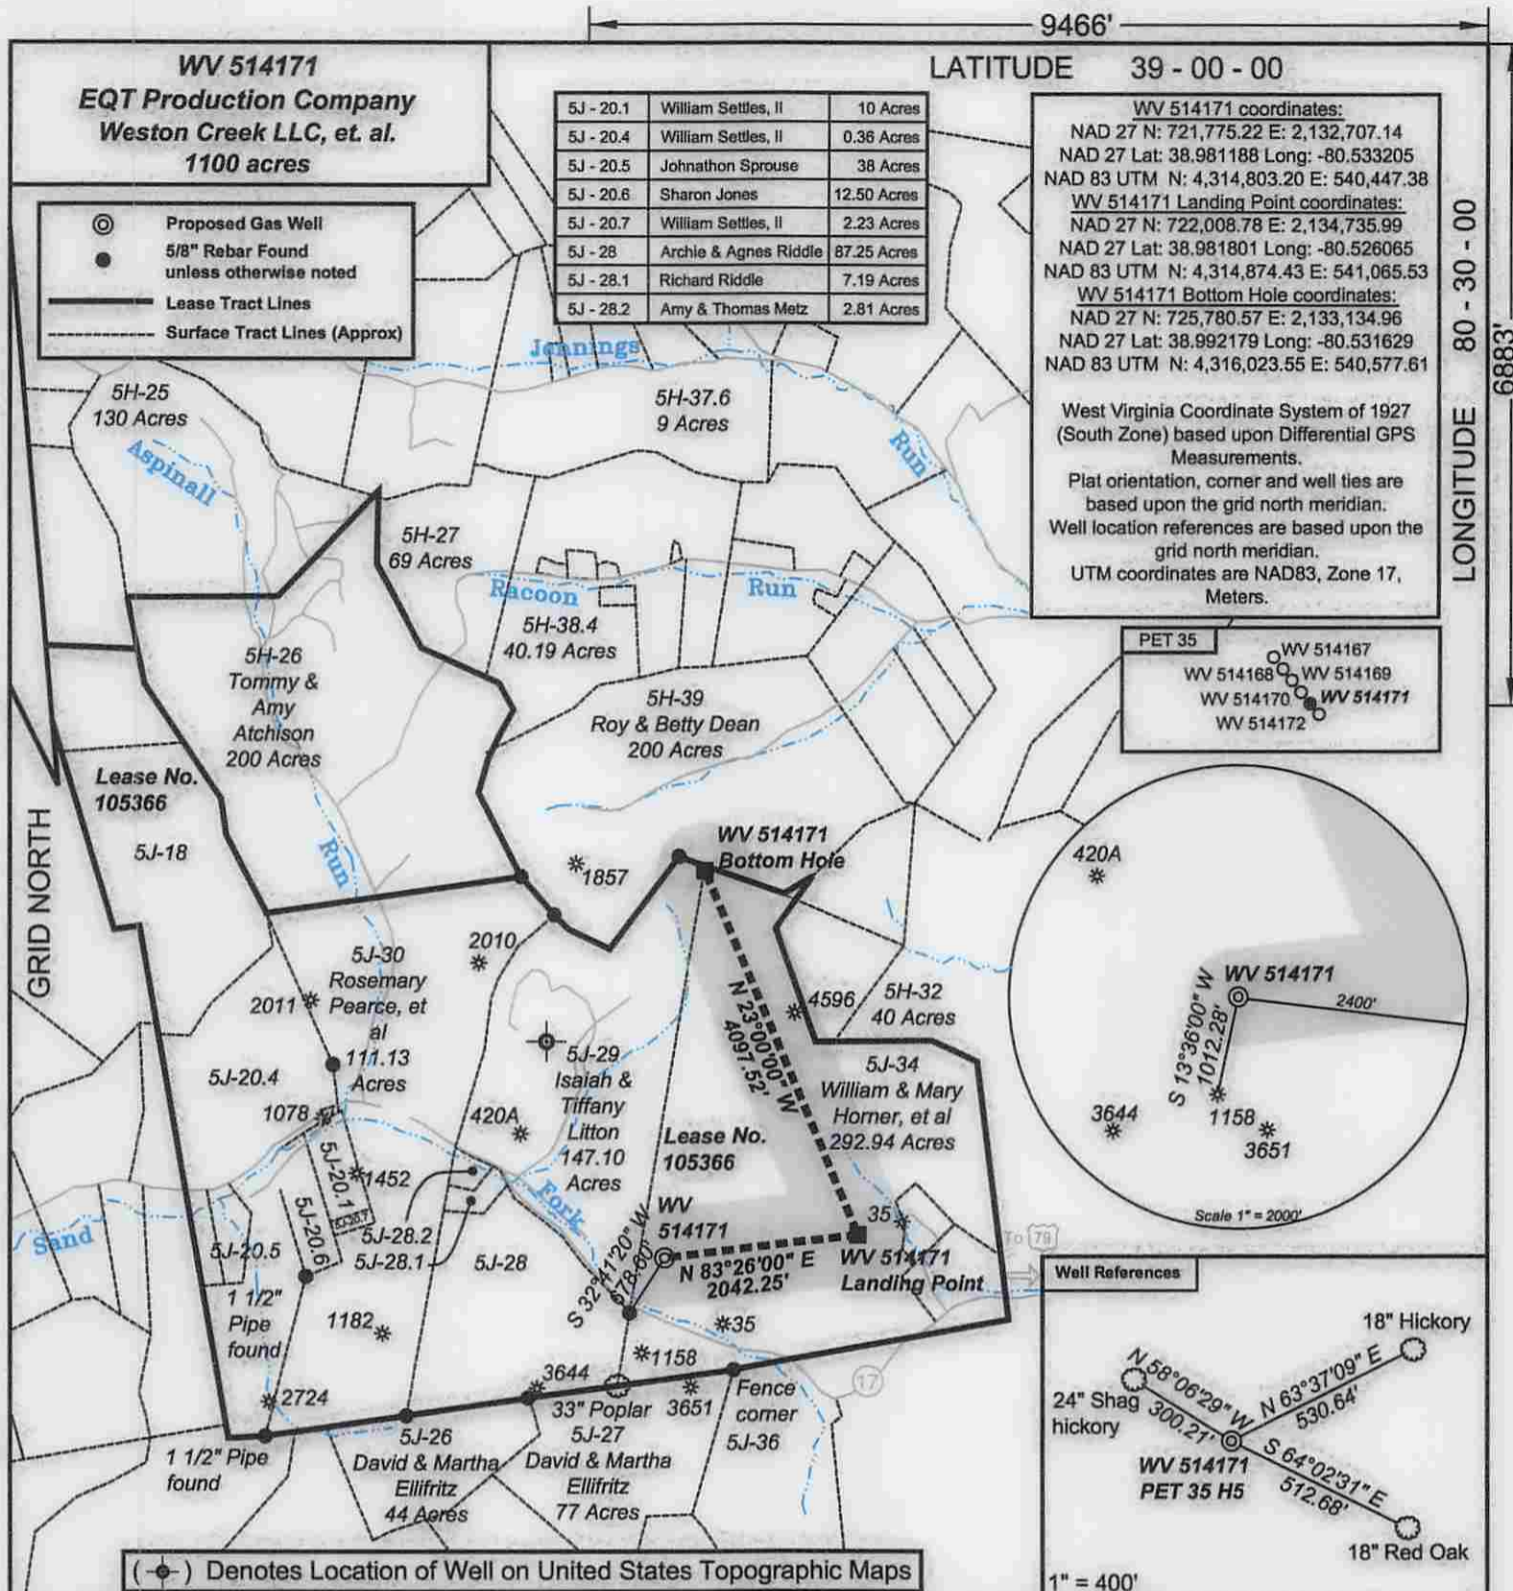 9466'
WV 514171
EQT Production Company
Weston Creek LLC, et. al.
1100 acres
LATITUDE 39 - 00 - 00
Proposed Gas Well
5/8" Rebar Found
unless otherwise noted
Lease Tract Lines
Surface Tract Lines (Approx)
5J - 20.1 William Settles, II 10 Acres
5J - 20.4 William Settles, II 0.36 Acres
5J - 20.5 Johnathon Sprouse 38 Acres
5J - 20.6 Sharon Jones 12.50 Acres
5J - 20.7 William Settles, II 2.23 Acres
5J - 28 Archie & Agnes Riddle 87.25 Acres
5J - 28.1 Richard Riddle 7.19 Acres
5J - 28.2 Amy & Thomas Metz 2.81 Acres
WV 514171 coordinates:
NAD 27 N: 721,775.22 E: 2,132,707.14
NAD 27 Lat: 38.981188 Long: -80.533205
NAD 83 UTM N: 4,314,803.20 E: 540,447.38
WV 514171 Landing Point coordinates:
NAD 27 N: 722,008.78 E: 2,134,735.99
NAD 27 Lat: 38.981801 Long: -80.526065
NAD 83 UTM N: 4,314,874.43 E: 541,065.53
WV 514171 Bottom Hole coordinates:
NAD 27 N: 725,780.57 E: 2,133,134.96
NAD 27 Lat: 38.992179 Long: -80.531629
NAD 83 UTM N: 4,316,023.55 E: 540,577.61
West Virginia Coordinate System of 1927
(South Zone) based upon Differential GPS
Measurements.
Plat orientation, corner and well ties are
based upon the grid north meridian.
Well location references are based upon the
grid north meridian.
UTM coordinates are NAD83, Zone 17,
Meters.
LONGITUDE 80 - 30 - 00
6883'
Jennings
Run
5H-25
130 Acres
5H-37.6
9 Acres
Aspinall
Run
5H-27
69 Acres
Racoon
Run
5H-38.4
40.19 Acres
5H-26
Tommy &
Amy
Atchison
200 Acres
5H-39
Roy & Betty Dean
200 Acres
PET 35
WV 514167
WV 514168
WV 514169
WV 514170
WV 514171
WV 514172
GRID NORTH
Lease No.
105366
5J-18
WV 514171
Bottom Hole
1857
2010
2011
5J-30
Rosemary
Pearce, et
al
111.13
Acres
5J-20.4
1078
420A
5J-29
Isaiah &
Tiffany
Litton
147.10
Acres
N 23°00'00" W
4097.52'
4596
5H-32
40 Acres
5J-34
William & Mary
Horner, et al
292.94 Acres
Lease No.
105366
5J-20.1
1452
5J-20.7
5J-20.6
5J-20.5
Sand
Fork
5J-28.2
5J-28.1
5J-28
WV
514171
S 32°41'20" W
678.60'
N 83°26'00" E
2042.25'
35
WV 514171
Landing Point
To 79
1 1/2"
Pipe
found
1182
35
1158
3644
2724
33" Poplar
3651
Fence
corner
17
1 1/2" Pipe
found
5J-26
David & Martha
Ellifritz
44 Acres
5J-27
David & Martha
Ellifritz
77 Acres
5J-36
420A
WV 514171
2400'
S 13°36'00" W
1012.28'
3644
1158
3651
Scale 1" = 2000'
Well References
18" Hickory
N 58°06'29" W
300.21'
N 63°37'09" E
530.64'
24" Shag
hickory
WV 514171
PET 35 H5
S 64°02'31" E
512.68'
18" Red Oak
1" = 400'
( ) Denotes Location of Well on United States Topographic Maps